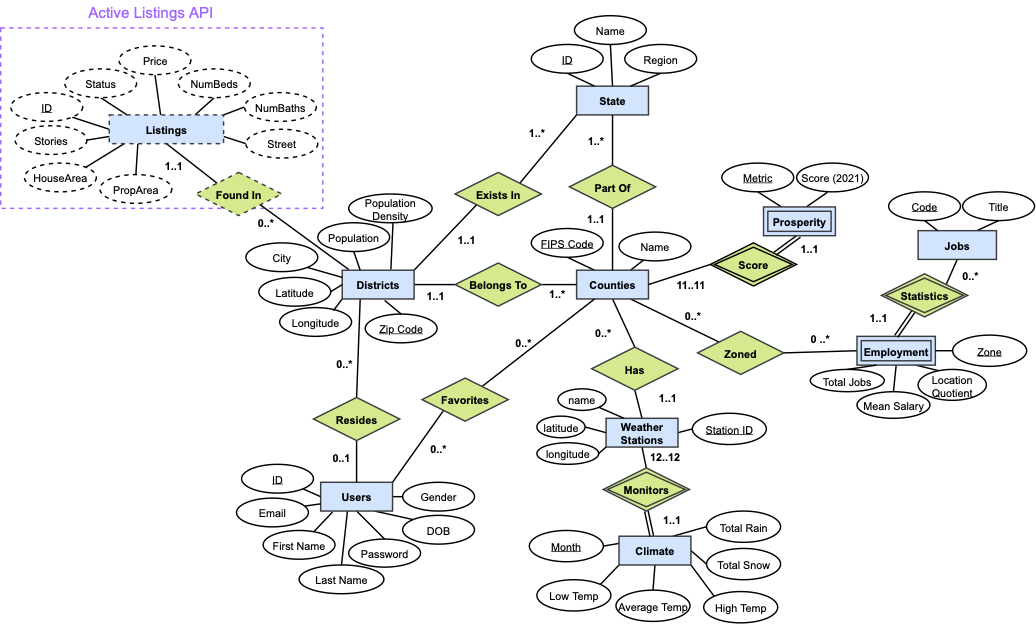 Active Listings API
Name
ID
Region
State
Price
Status
NumBeds
ID
NumBaths
Listings
Stories
Street
1..1
HouseArea
PropArea
Found In
0..*
1..*
1..*
Exists In
Part Of
1..1
1..1
Metric
Score (2021)
Prosperity
1..1
Score
11..11
Code
Title
Jobs
0..*
Statistics
1..1
Population
Density
Population
City
Latitude
Longitude
Districts
Zip Code
1..1
Belongs To
1..*
FIPS Code
Name
Counties
0..*
Zoned
0 ..*
Employment
Zone
Total Jobs
Mean Salary
Location
Quotient
0..*
0..*
Favorites
0..*
0..*
Has
1..1
Resides
0..1
name
latitude
longitude
Weather
Stations
Station ID
12..12
Monitors
1..1
ID
Email
First Name
Last Name
Password
DOB
Gender
Users
Month
Climate
Total Rain
Total Snow
Low Temp
Average Temp
High Temp